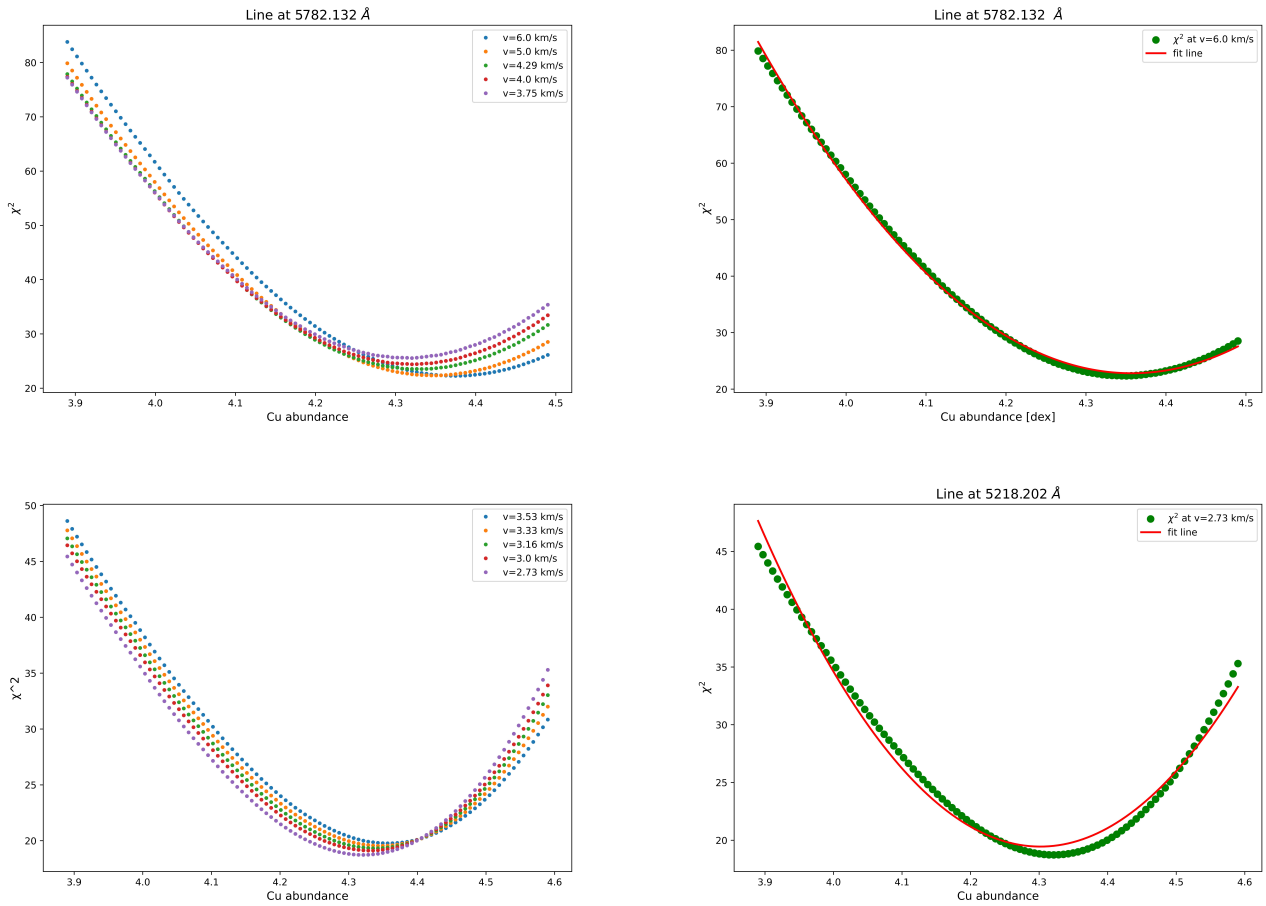 Line at 5782.132 Å
χ²
80
70
60
50
40
30
20
v=6.0 km/s
v=5.0 km/s
v=4.29 km/s
v=4.0 km/s
v=3.75 km/s
3.9 4.0 4.1 4.2 4.3 4.4 4.5
Cu abundance
Line at 5782.132 Å
χ²
80
70
60
50
40
30
20
χ² at v=6.0 km/s
fit line
3.9 4.0 4.1 4.2 4.3 4.4 4.5
Cu abundance [dex]
χ^2
50
45
40
35
30
25
20
v=3.53 km/s
v=3.33 km/s
v=3.16 km/s
v=3.0 km/s
v=2.73 km/s
3.9 4.0 4.1 4.2 4.3 4.4 4.5 4.6
Cu abundance
Line at 5218.202 Å
χ²
45
40
35
30
25
20
χ² at v=2.73 km/s
fit line
3.9 4.0 4.1 4.2 4.3 4.4 4.5 4.6
Cu abundance